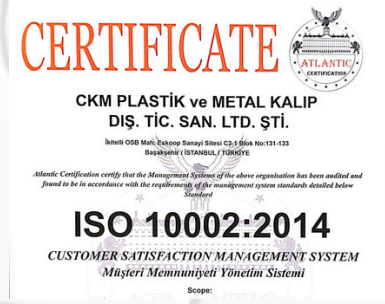 CERTIFICATE
ATLANTIC
CERTIFICATION
CKM PLASTİK ve METAL KALIP
DIŞ. TİC. SAN. LTD. ŞTİ.
İkitelli OSB Mah. Eskoop Sanayi Sitesi C3-1 Blok No:131-133
Başakşehir / İSTANBUL / TÜRKİYE
Atlantic Certification certify that the Management Systems of the above organisation has been audited and
found to be in accordance with the requirements of the management system standards detailed below
Standard
ISO 10002:2014
CUSTOMER SATISFACTION MANAGEMENT SYSTEM
Müşteri Memnuniyeti Yönetim Sistemi
Scope: